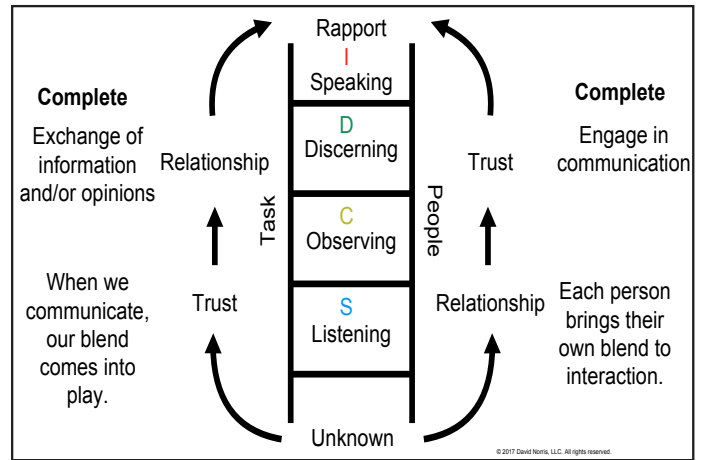 Rapport
I
Speaking
Complete
Exchange of
information
and/or opinions
Relationship
D
Discerning
Trust
Complete
Engage in
communication
Task
People
C
Observing
When we
communicate,
our blend
comes into
play.
Trust
S
Listening
Relationship
Each person
brings their
own blend to
interaction.
Unknown
© 2017 David Norris, LLC. All rights reserved.